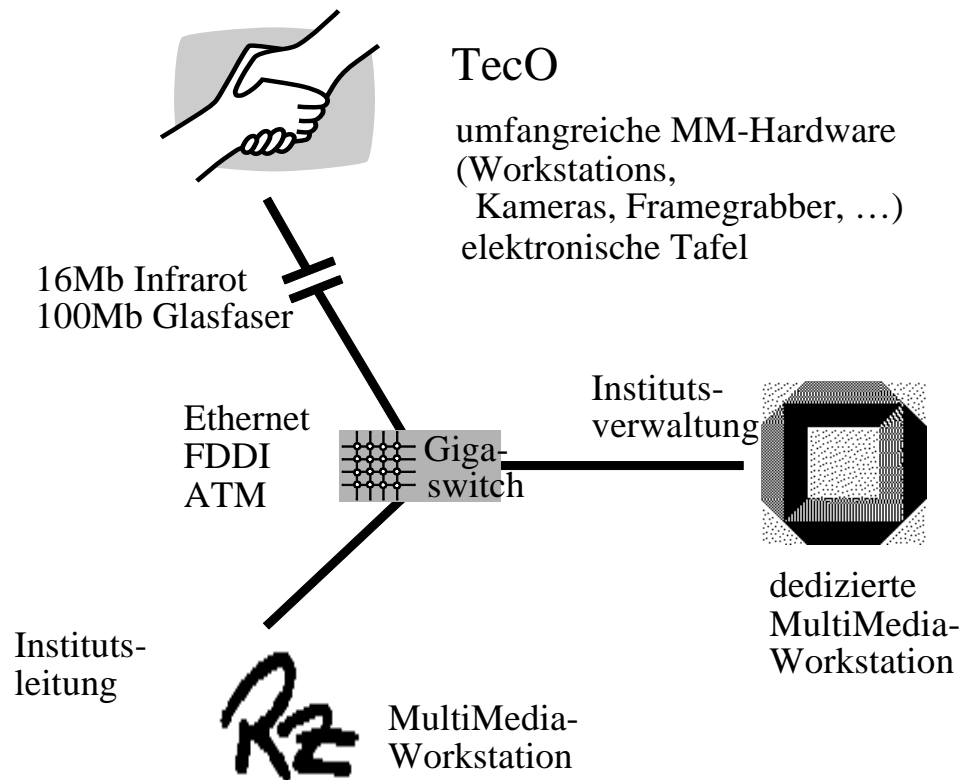 TecO
umfangreiche MM-Hardware
(Workstations,
Kameras, Framegrabber, …)
elektronische Tafel
16Mb Infrarot
100Mb Glasfaser
Instituts-
verwaltung
Ethernet
FDDI
ATM
Giga-
switch
dedizierte
MultiMedia-
Workstation
Instituts-
leitung
RZ
MultiMedia-
Workstation